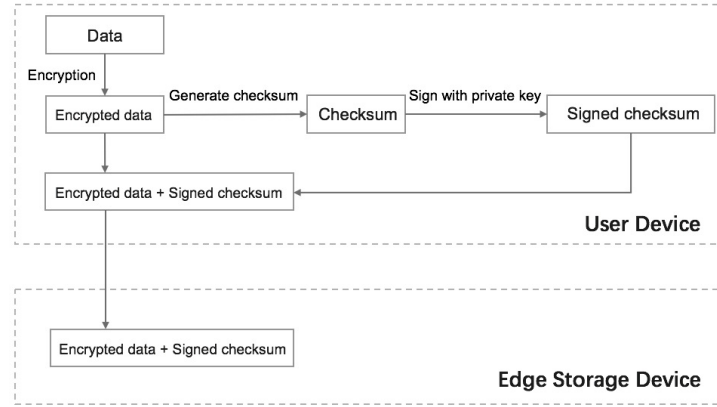 Data
Encryption
Generate checksum
Sign with private key
Encrypted data
Checksum
Signed checksum
Encrypted data + Signed checksum
User Device
Encrypted data + Signed checksum
Edge Storage Device